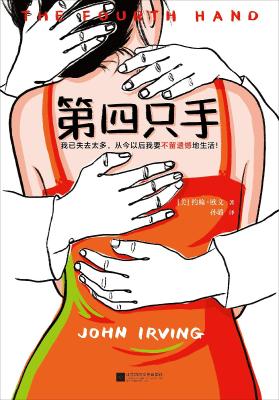 THE FOURTH HAND
第四只手
我已失去太多，从今以后我要不留遗憾地生活！
[美] 约翰·欧文 著
孙璐 译
JOHN IRVING